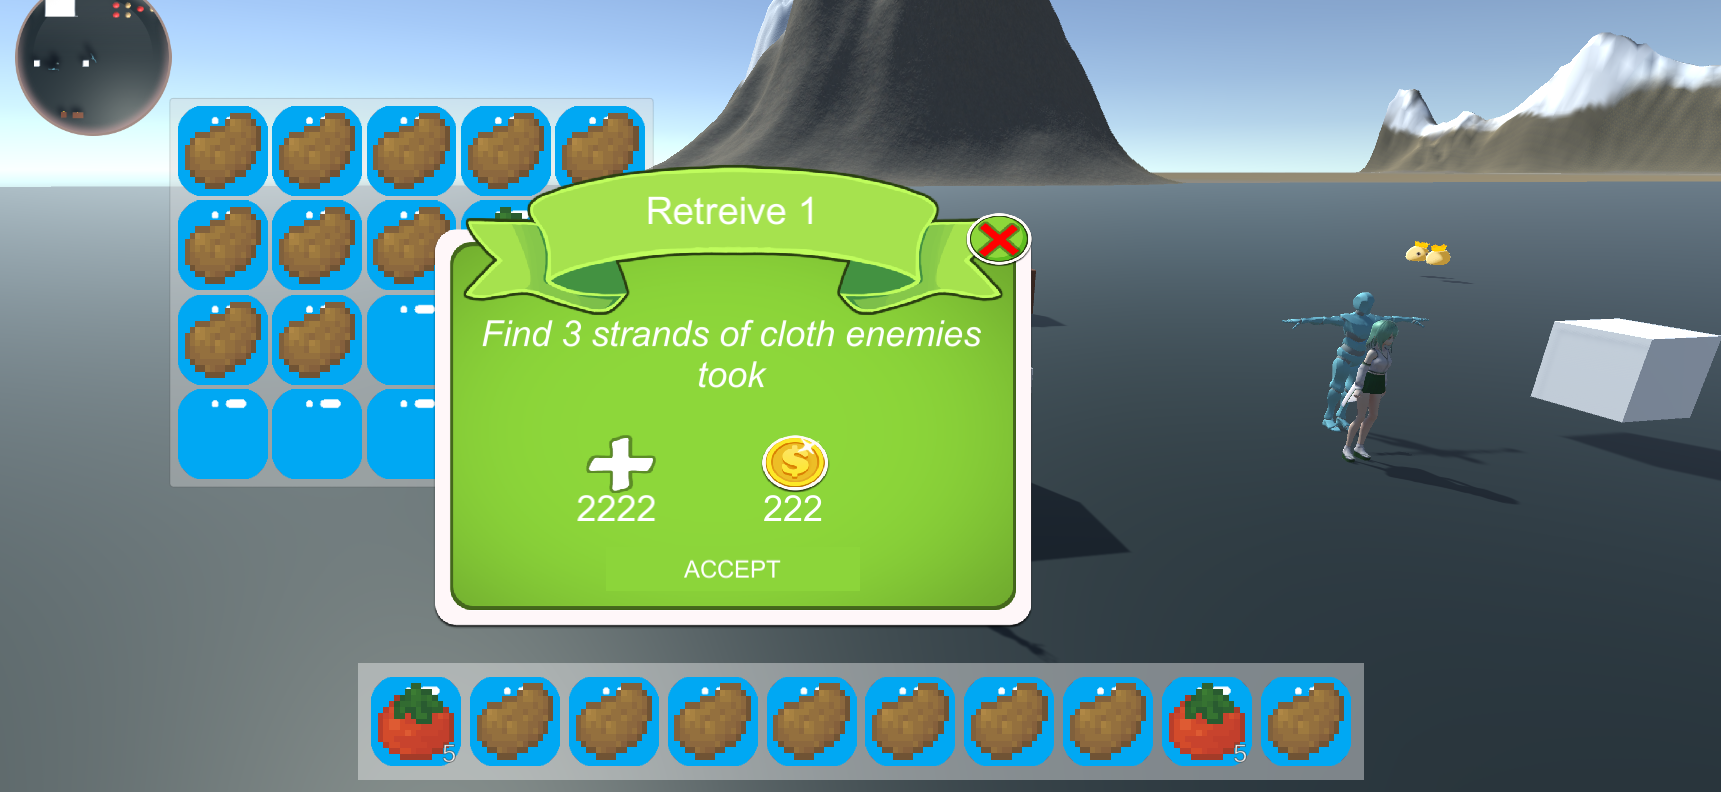 Retreive 1
Find 3 strands of cloth enemies
took
2222
222
ACCEPT
5
5